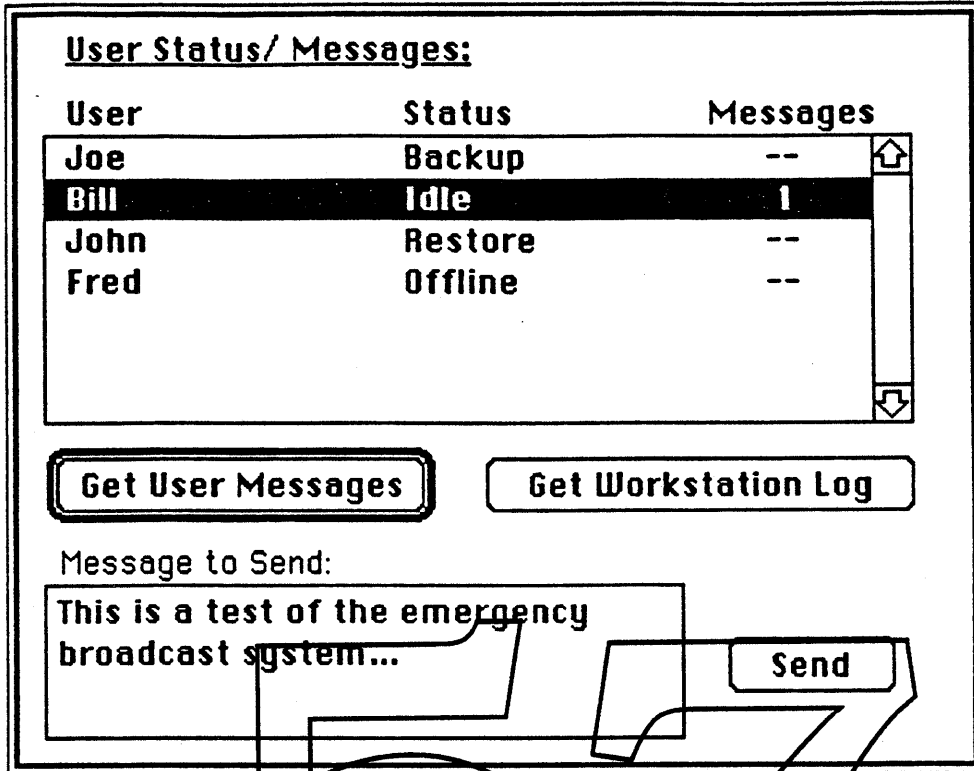 User Status/ Messages:
User Status Messages
Joe Backup --
Bill Idle 1
John Restore --
Fred Offline --
Get User Messages Get Workstation Log
Message to Send:
This is a test of the emergency
broadcast system...
Send
57